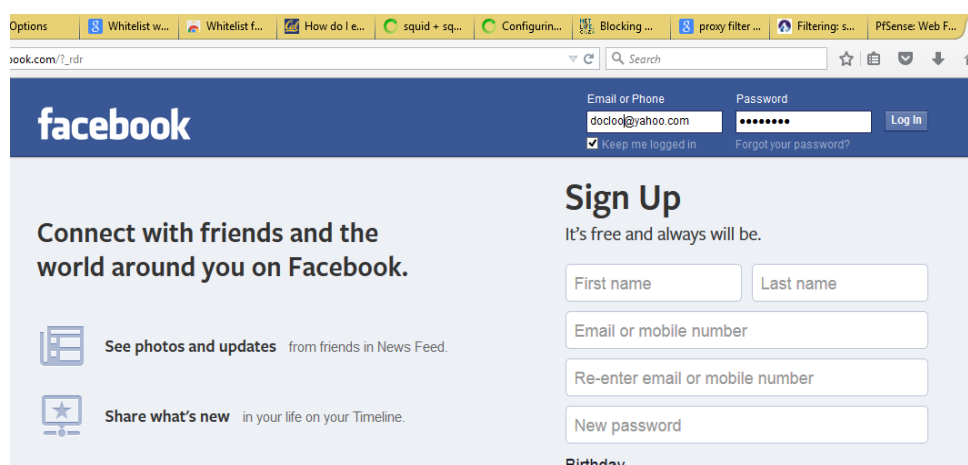 Options
Whitelist w...
Whitelist f...
How do I e...
squid + sq...
Configurin...
Blocking ...
proxy filter ...
Filtering: s...
PfSense: Web F...
ook.com/?_rdr
Search
facebook
Email or Phone
Password
docloo@yahoo.com
••••••••
Log In
Keep me logged in
Forgot your password?
Connect with friends and the
world around you on Facebook.
See photos and updates from friends in News Feed.
Share what's new in your life on your Timeline.
Sign Up
It's free and always will be.
First name
Last name
Email or mobile number
Re-enter email or mobile number
New password
Birthday